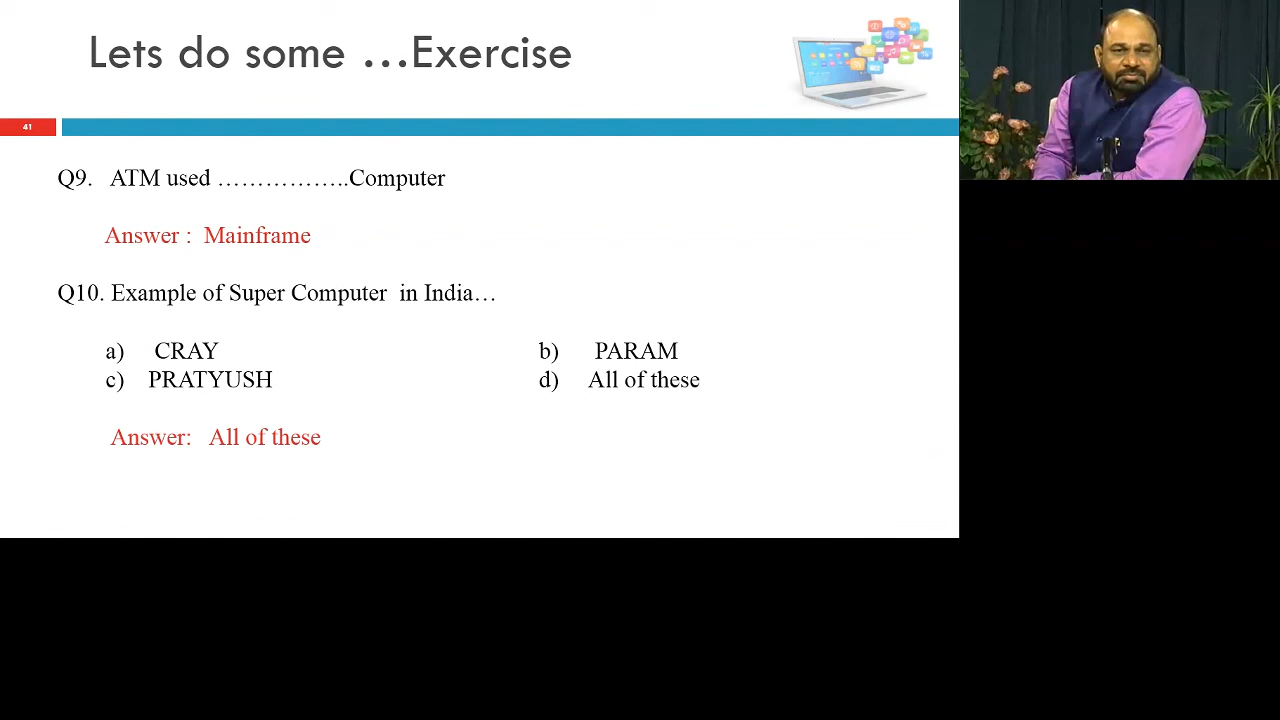 Lets do some ...Exercise
41
Q9. ATM used ……………..Computer
Answer : Mainframe
Q10. Example of Super Computer in India…
a) CRAY b) PARAM
c) PRATYUSH d) All of these
Answer: All of these